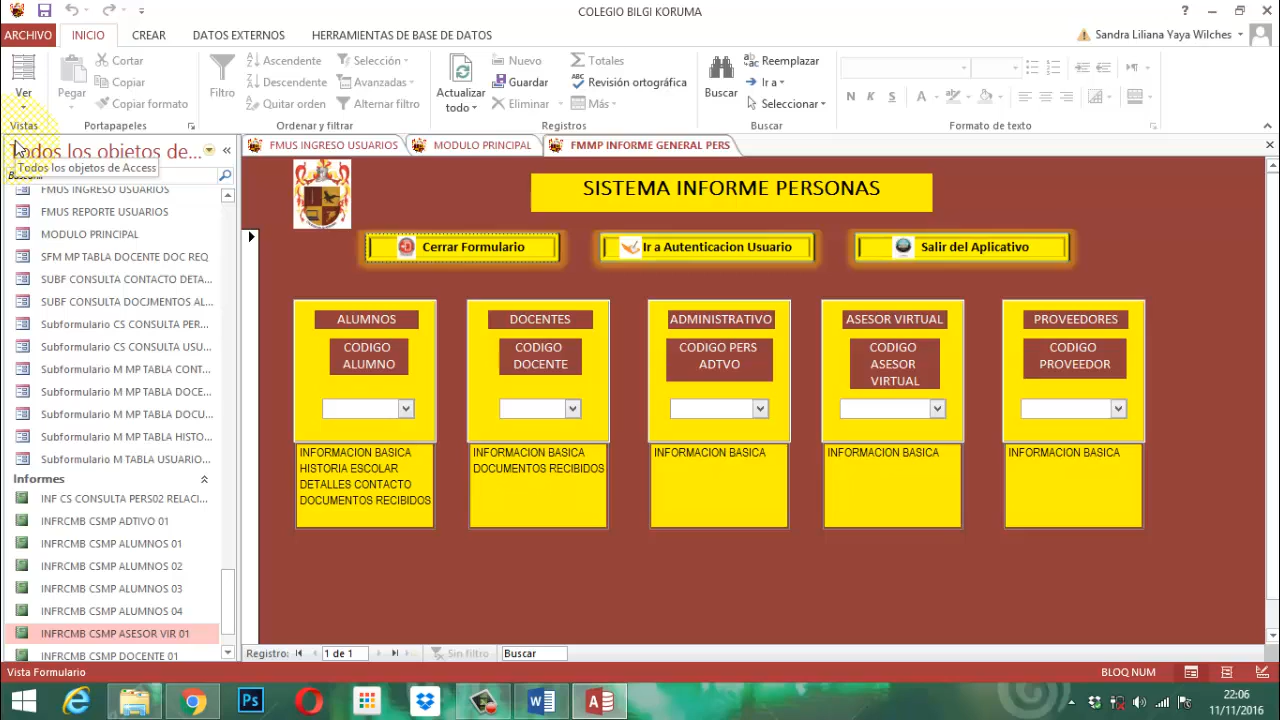 COLEGIO BILGI KORUMA
ARCHIVO INICIO CREAR DATOS EXTERNOS HERRAMIENTAS DE BASE DE DATOS
Sandra Liliana Yaya Wilches
Ver
Vistas
Pegar
Cortar
Copiar
Copiar formato
Portapapeles
Filtro
Ascendente
Descendente
Quitar orden
Selección
Avanzadas
Alternar filtro
Ordenar y filtrar
Actualizar
todo
Nuevo
Guardar
Eliminar
Totales
Revisión ortográfica
Más
Registros
Buscar
Reemplazar
Ir a
Seleccionar
Buscar
N K S
A
Formato de texto
Todos los objetos de...
Todos los objetos de Access
FMUS INGRESO USUARIOS
FMUS REPORTE USUARIOS
MODULO PRINCIPAL
SFM MP TABLA DOCENTE DOC REQ
SUBF CONSULTA CONTACTO DETA...
SUBF CONSULTA DOCJMENTOS AL...
Subformulario CS CONSULTA PER...
Subformulario CS CONSULTA USU...
Subformulario M MP TABLA CONT...
Subformulario M MP TABLA DOCE...
Subformulario M MP TABLA DOCU...
Subformulario M MP TABLA HISTO...
Subformulario M TABLA USUARIO...
Informes
INF CS CONSULTA PERS02 RELACI...
INFRCMB CSMP ADTIVO 01
INFRCMB CSMP ALUMNOS 01
INFRCMB CSMP ALUMNOS 02
INFRCMB CSMP ALUMNOS 03
INFRCMB CSMP ALUMNOS 04
INFRCMB CSMP ASESOR VIR 01
INFRCMB CSMP DOCENTE 01
FMUS INGRESO USUARIOS MODULO PRINCIPAL FMMP INFORME GENERAL PERS
SISTEMA INFORME PERSONAS
Cerrar Formulario Ir a Autenticacion Usuario Salir del Aplicativo
ALUMNOS
CODIGO
ALUMNO
INFORMACION BASICA
HISTORIA ESCOLAR
DETALLES CONTACTO
DOCUMENTOS RECIBIDOS
DOCENTES
CODIGO
DOCENTE
INFORMACION BASICA
DOCUMENTOS RECIBIDOS
ADMINISTRATIVO
CODIGO PERS
ADTVO
INFORMACION BASICA
ASESOR VIRTUAL
CODIGO
ASESOR
VIRTUAL
INFORMACION BASICA
PROVEEDORES
CODIGO
PROVEEDOR
INFORMACION BASICA
Registro: 1 de 1 Sin filtro Buscar
Vista Formulario BLOQ NUM
22:06
11/11/2016